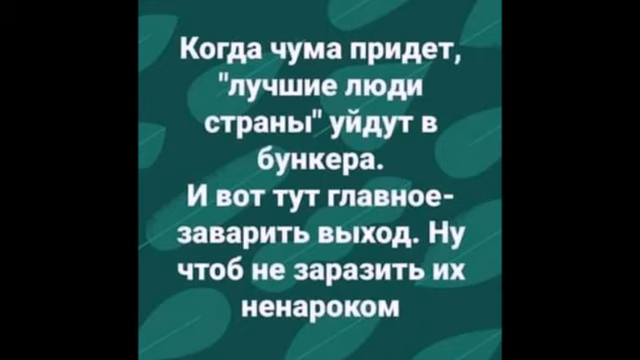 Когда чума придет,
"лучшие люди
страны" уйдут в
бункера.
И вот тут главное-
заварить выход. Ну
чтоб не заразить их
ненароком